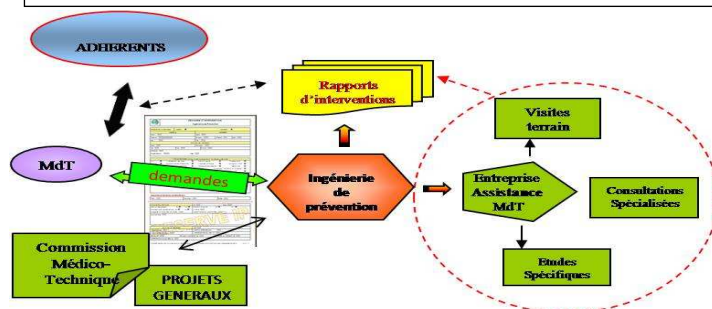 ADHERENTS
Rapports
d'interventions
Visites
terrain
MdT
demandes
Ingénierie
de
prévention
Entreprise
Assistance
MdT
Consultations
Spécialisées
Commission
Médico-
Technique
PROJETS
GENERAUX
Etudes
Spécifiques